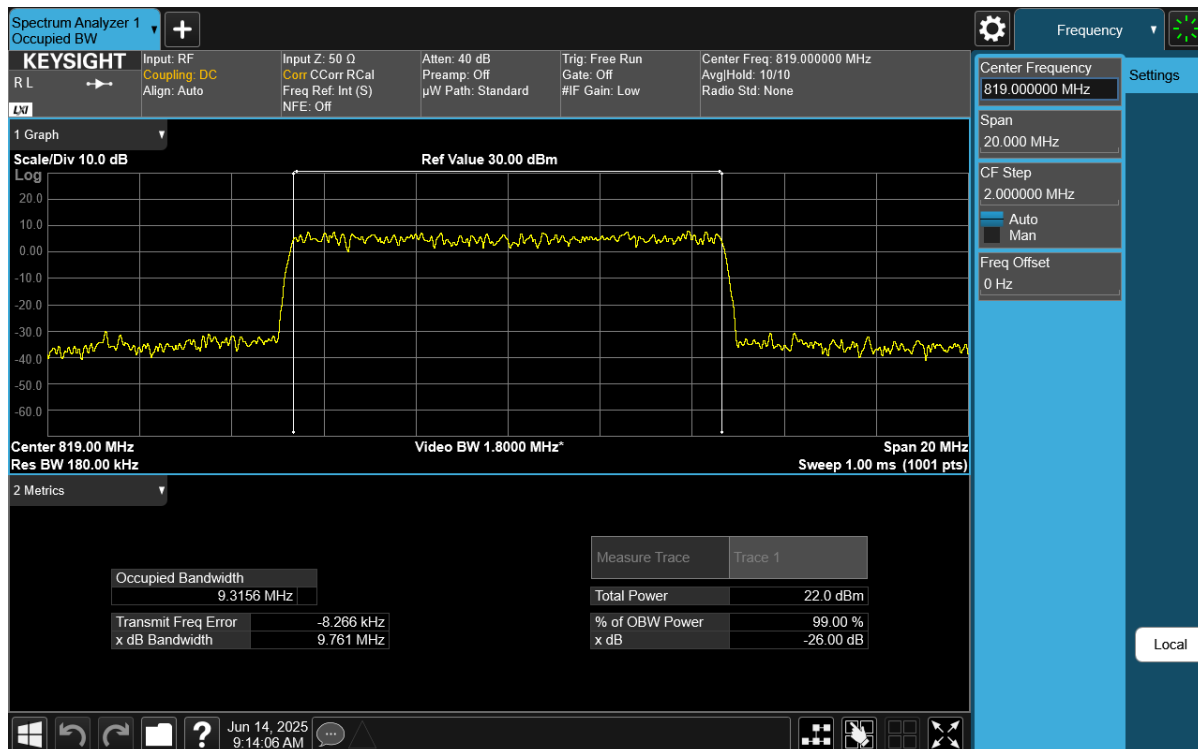 Spectrum Analyzer 1
Occupied BW
Frequency
KEYSIGHT
R L
LXI
Input: RF
Coupling: DC
Align: Auto
Input Z: 50 Ω
Corr CCorr RCal
Freq Ref: Int (S)
NFE: Off
Atten: 40 dB
Preamp: Off
µW Path: Standard
Trig: Free Run
Gate: Off
#IF Gain: Low
Center Freq: 819.000000 MHz
Avg|Hold: 10/10
Radio Std: None
Center Frequency
819.000000 MHz
Settings
Span
20.000 MHz
CF Step
2.000000 MHz
Auto
Man
Freq Offset
0 Hz
Local
1 Graph
Scale/Div 10.0 dB
Ref Value 30.00 dBm
Log
20.0
10.0
0.00
-10.0
-20.0
-30.0
-40.0
-50.0
-60.0
Center 819.00 MHz
Video BW 1.8000 MHz*
Span 20 MHz
Res BW 180.00 kHz
Sweep 1.00 ms (1001 pts)
2 Metrics
Measure Trace
Trace 1
Occupied Bandwidth
9.3156 MHz
Total Power
22.0 dBm
Transmit Freq Error
-8.266 kHz
% of OBW Power
99.00 %
x dB Bandwidth
9.761 MHz
x dB
-26.00 dB
?
Jun 14, 2025
9:14:06 AM